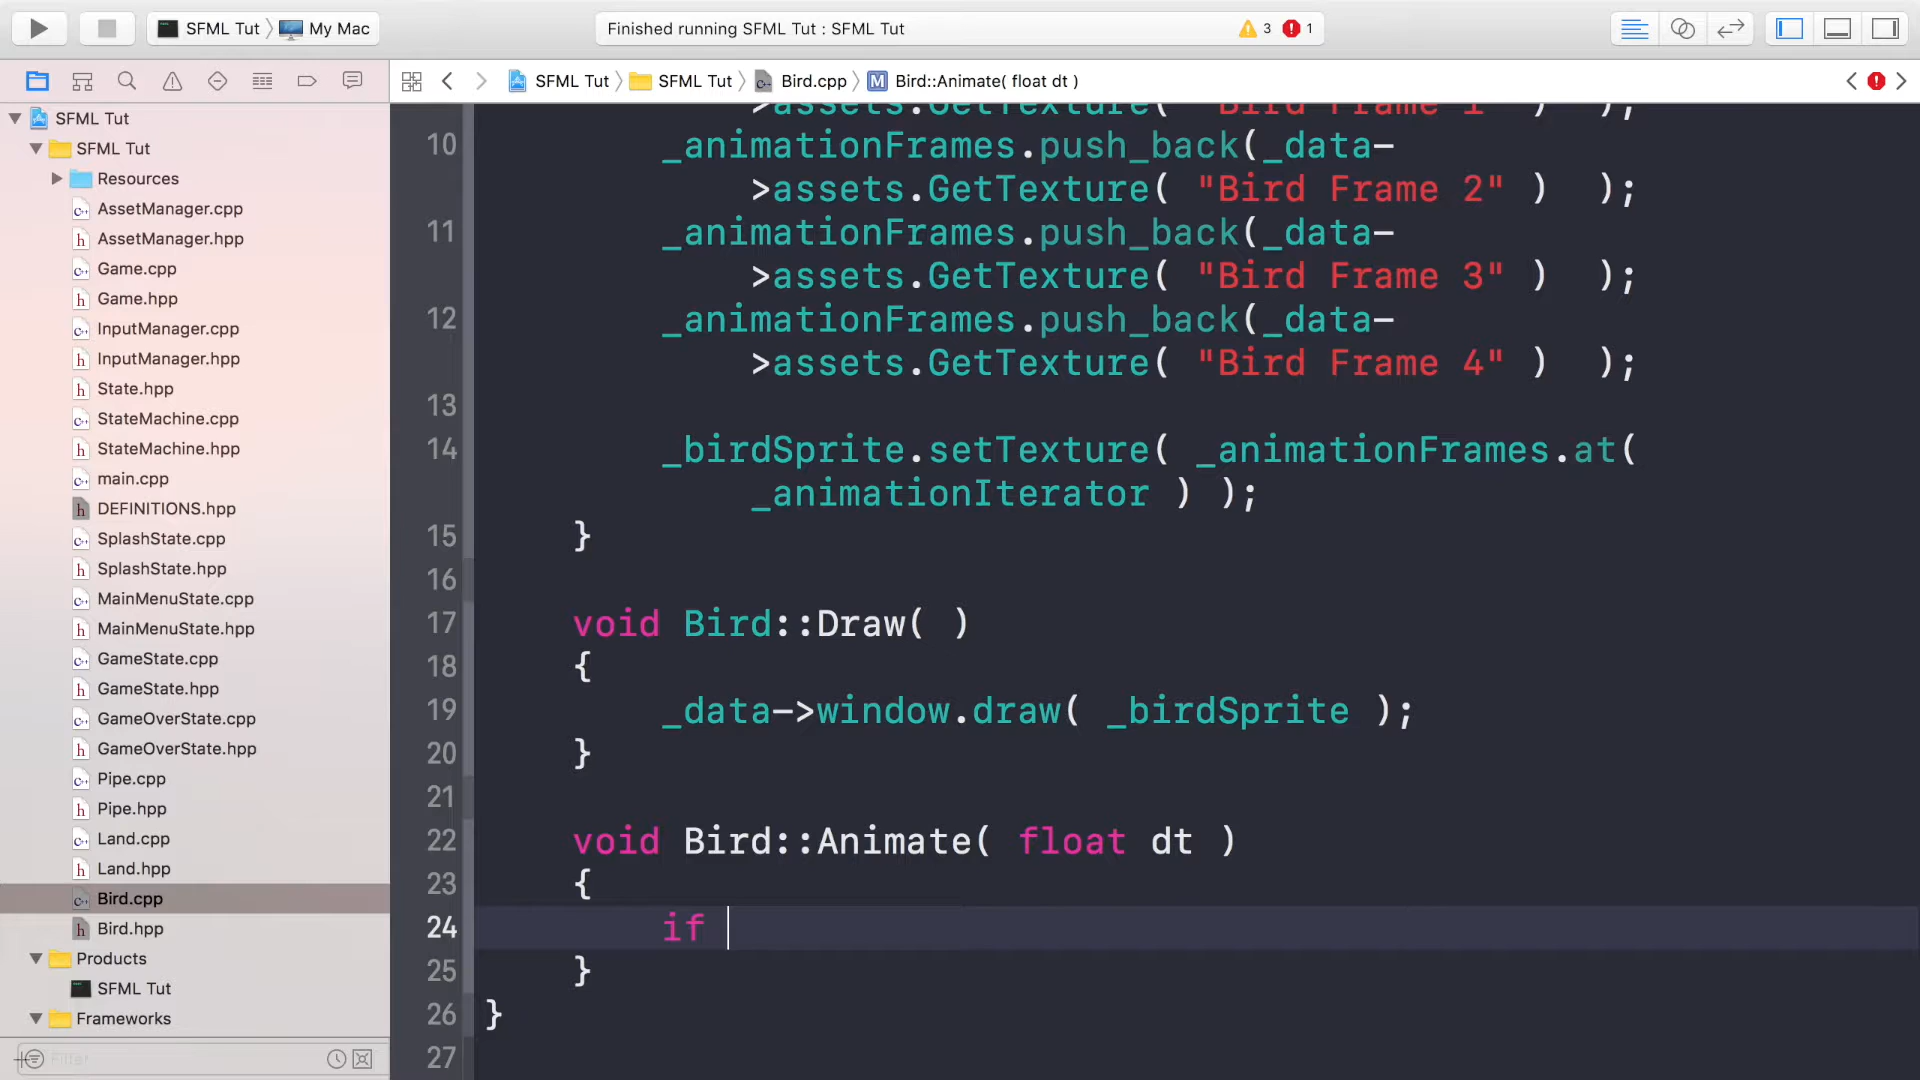 SFML Tut My Mac
Finished running SFML Tut : SFML Tut
3 1
SFML Tut SFML Tut Bird.cpp M Bird::Animate( float dt )
SFML Tut
SFML Tut
Resources
AssetManager.cpp
AssetManager.hpp
Game.cpp
Game.hpp
InputManager.cpp
InputManager.hpp
State.hpp
StateMachine.cpp
StateMachine.hpp
main.cpp
DEFINITIONS.hpp
SplashState.cpp
SplashState.hpp
MainMenuState.cpp
MainMenuState.hpp
GameState.cpp
GameState.hpp
GameOverState.cpp
GameOverState.hpp
Pipe.cpp
Pipe.hpp
Land.cpp
Land.hpp
Bird.cpp
Bird.hpp
Products
SFML Tut
Frameworks
Filter
>assets.GetTexture( "Bird Frame 1" ) );
10 _animationFrames.push_back(_data-
>assets.GetTexture( "Bird Frame 2" ) );
11 _animationFrames.push_back(_data-
>assets.GetTexture( "Bird Frame 3" ) );
12 _animationFrames.push_back(_data-
>assets.GetTexture( "Bird Frame 4" ) );
13
14 _birdSprite.setTexture( _animationFrames.at(
_animationIterator ) );
15 }
16
17 void Bird::Draw( )
18 {
19 _data->window.draw( _birdSprite );
20 }
21
22 void Bird::Animate( float dt )
23 {
24 if
25 }
26 }
27